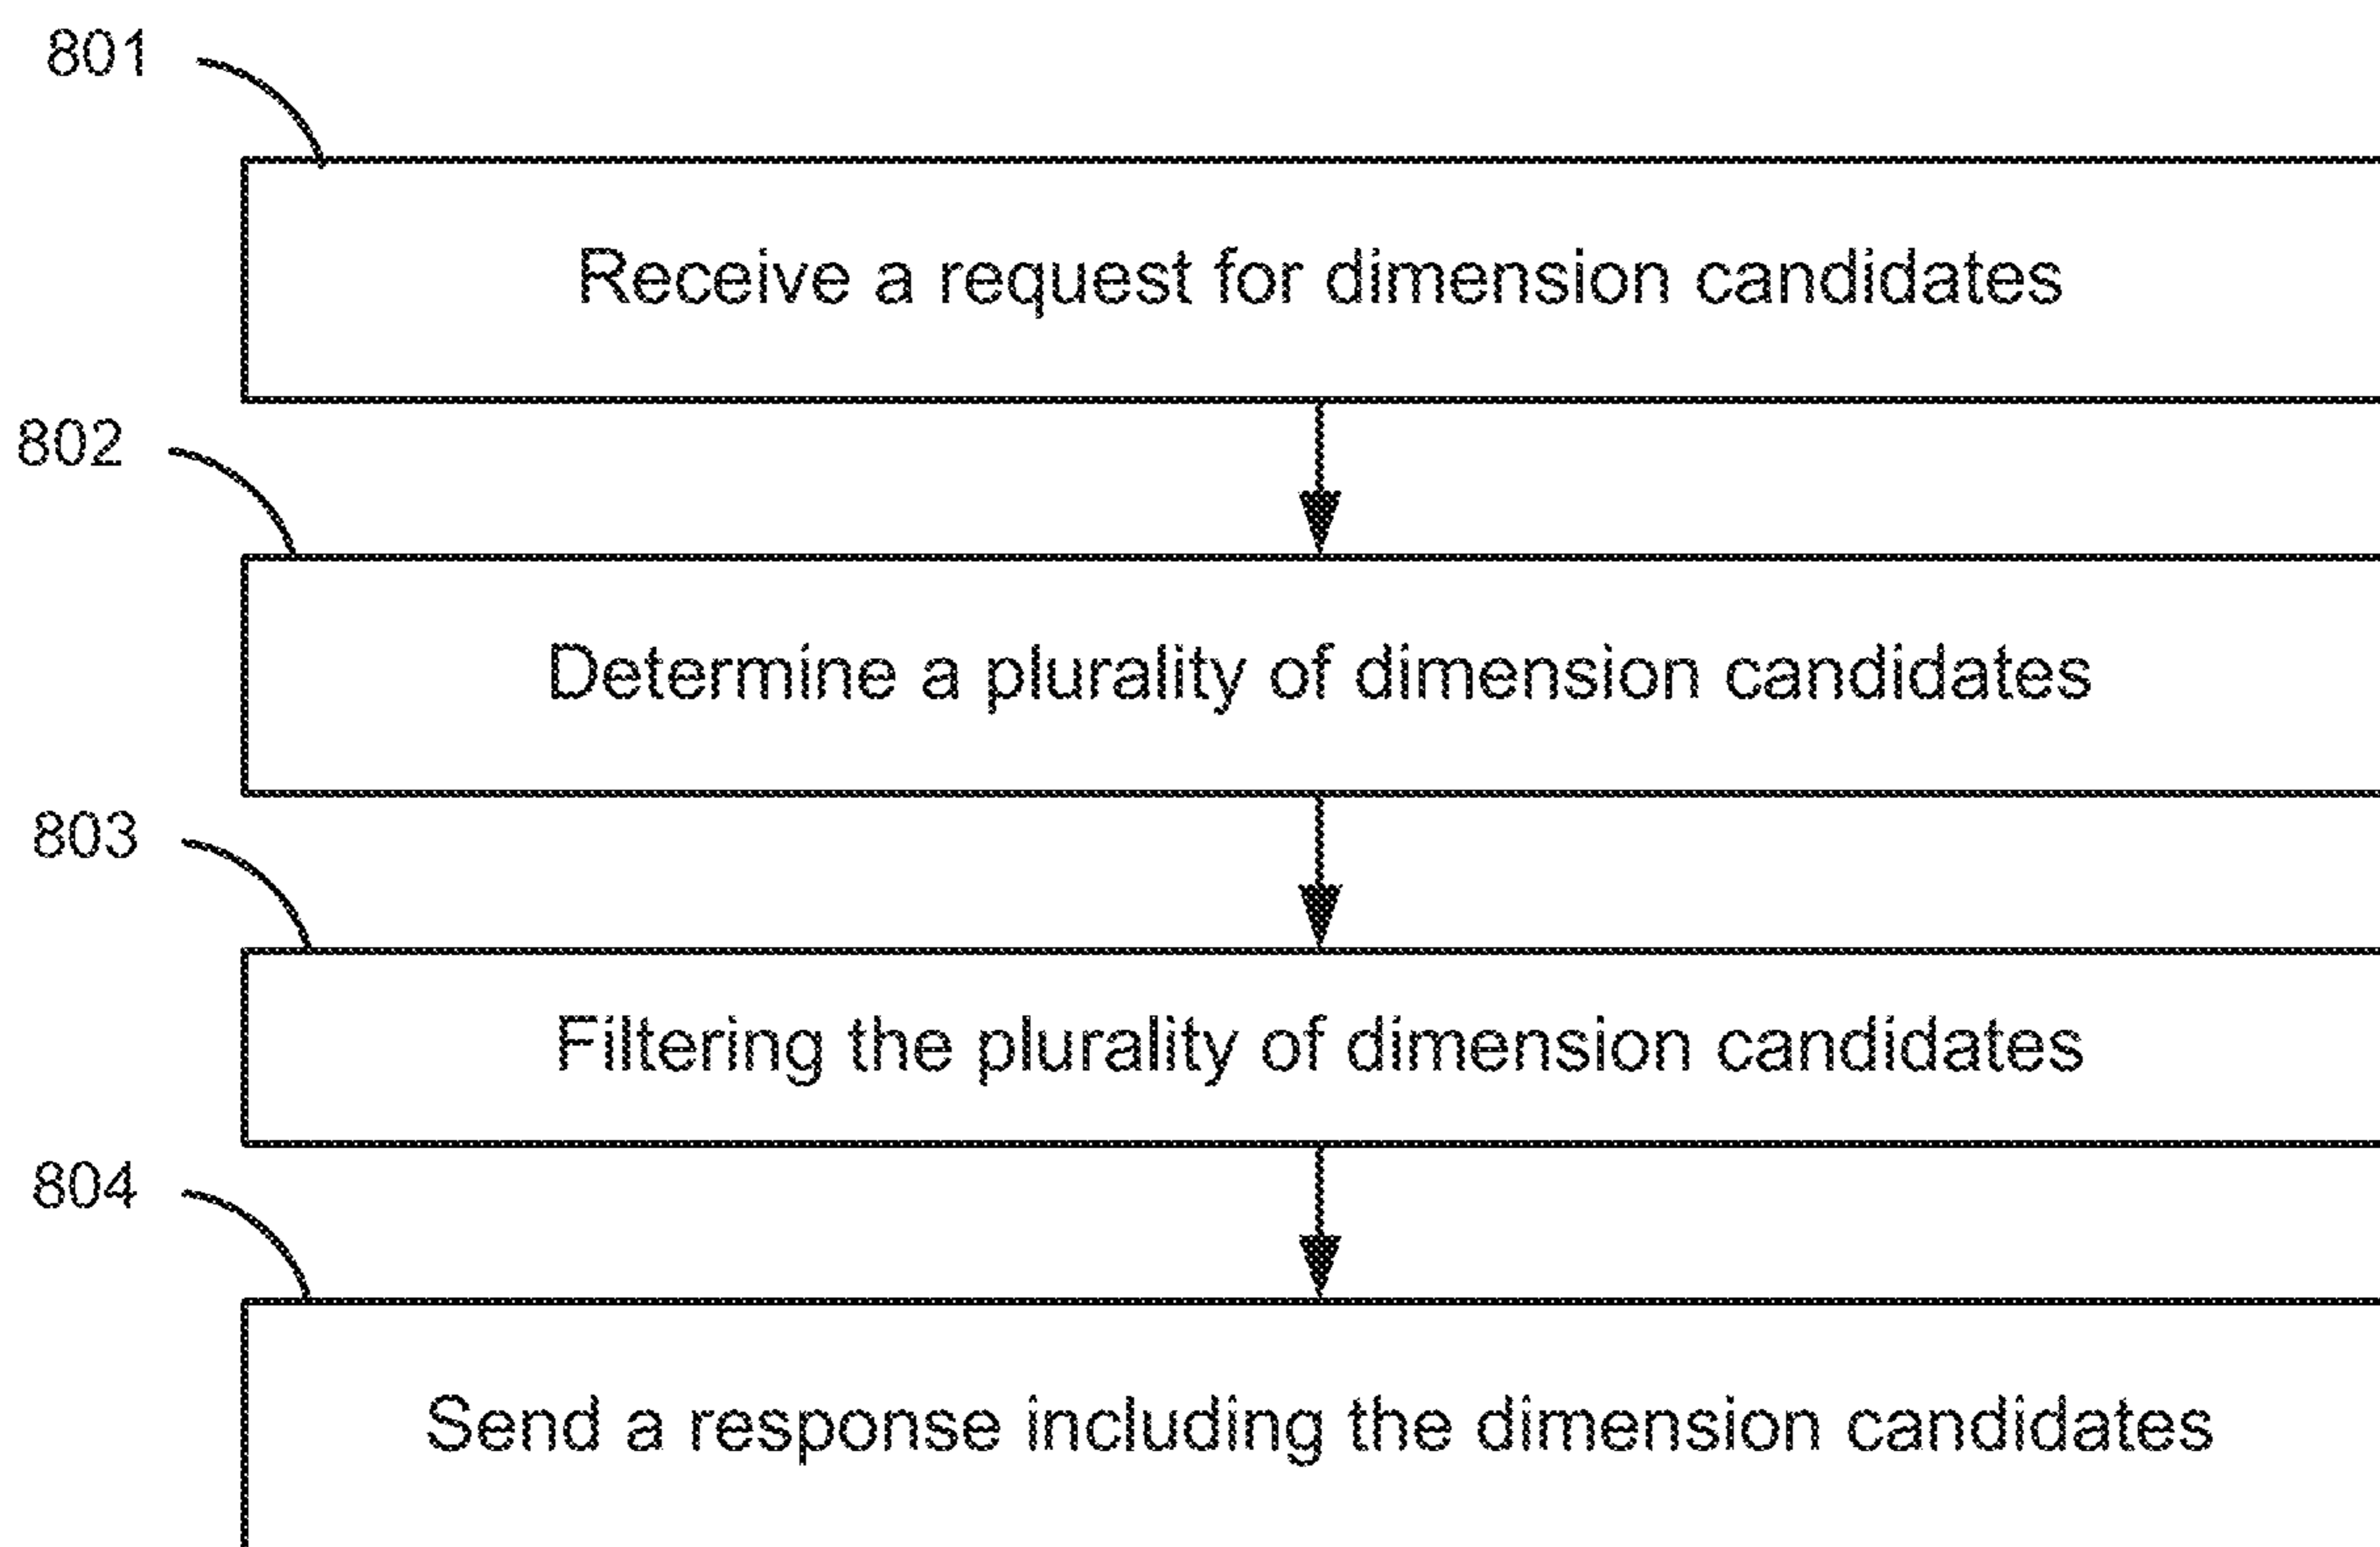 801
Receive a request for dimension candidates
802
Determine a plurality of dimension candidates
803
Filtering the plurality of dimension candidates
804
Send a response including the dimension candidates